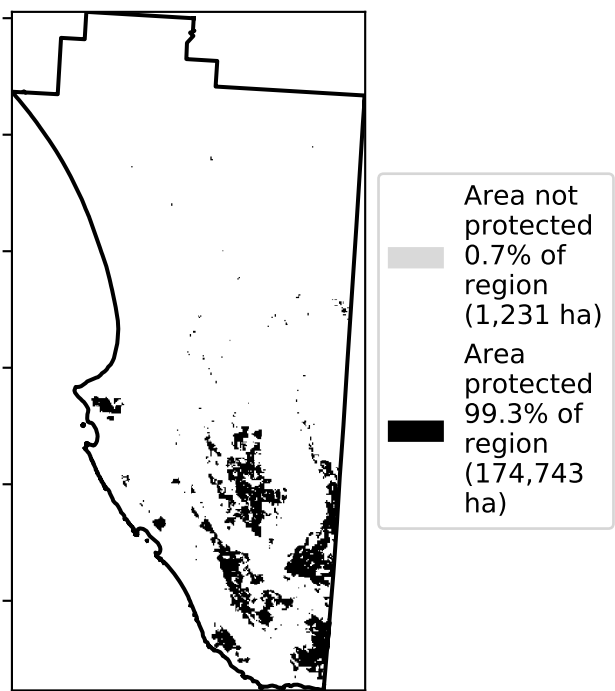 Area not
protected
0.7% of
region
(1,231 ha)
Area
protected
99.3% of
region
(174,743
ha)